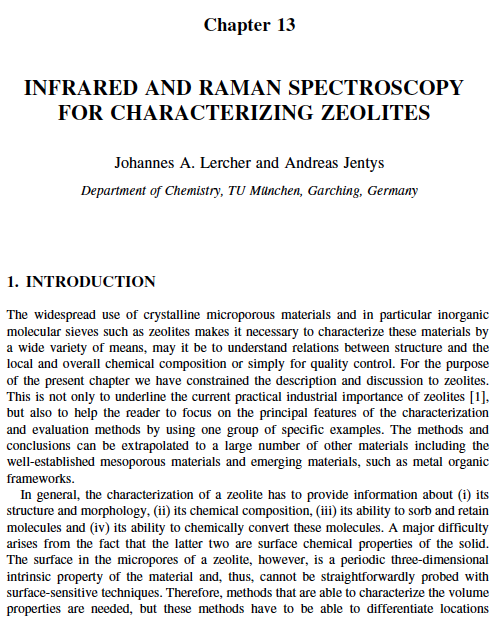 Chapter 13
INFRARED AND RAMAN SPECTROSCOPY
FOR CHARACTERIZING ZEOLITES
Johannes A. Lercher and Andreas Jentys
Department of Chemistry, TU München, Garching, Germany
1. INTRODUCTION
The widespread use of crystalline microporous materials and in particular inorganic
molecular sieves such as zeolites makes it necessary to characterize these materials by
a wide variety of means, may it be to understand relations between structure and the
local and overall chemical composition or simply for quality control. For the purpose
of the present chapter we have constrained the description and discussion to zeolites.
This is not only to underline the current practical industrial importance of zeolites [1],
but also to help the reader to focus on the principal features of the characterization
and evaluation methods by using one group of specific examples. The methods and
conclusions can be extrapolated to a large number of other materials including the
well-established mesoporous materials and emerging materials, such as metal organic
frameworks.
In general, the characterization of a zeolite has to provide information about (i) its
structure and morphology, (ii) its chemical composition, (iii) its ability to sorb and retain
molecules and (iv) its ability to chemically convert these molecules. A major difficulty
arises from the fact that the latter two are surface chemical properties of the solid.
The surface in the micropores of a zeolite, however, is a periodic three-dimensional
intrinsic property of the material and, thus, cannot be straightforwardly probed with
surface-sensitive techniques. Therefore, methods that are able to characterize the volume
properties are needed, but these methods have to be able to differentiate locations